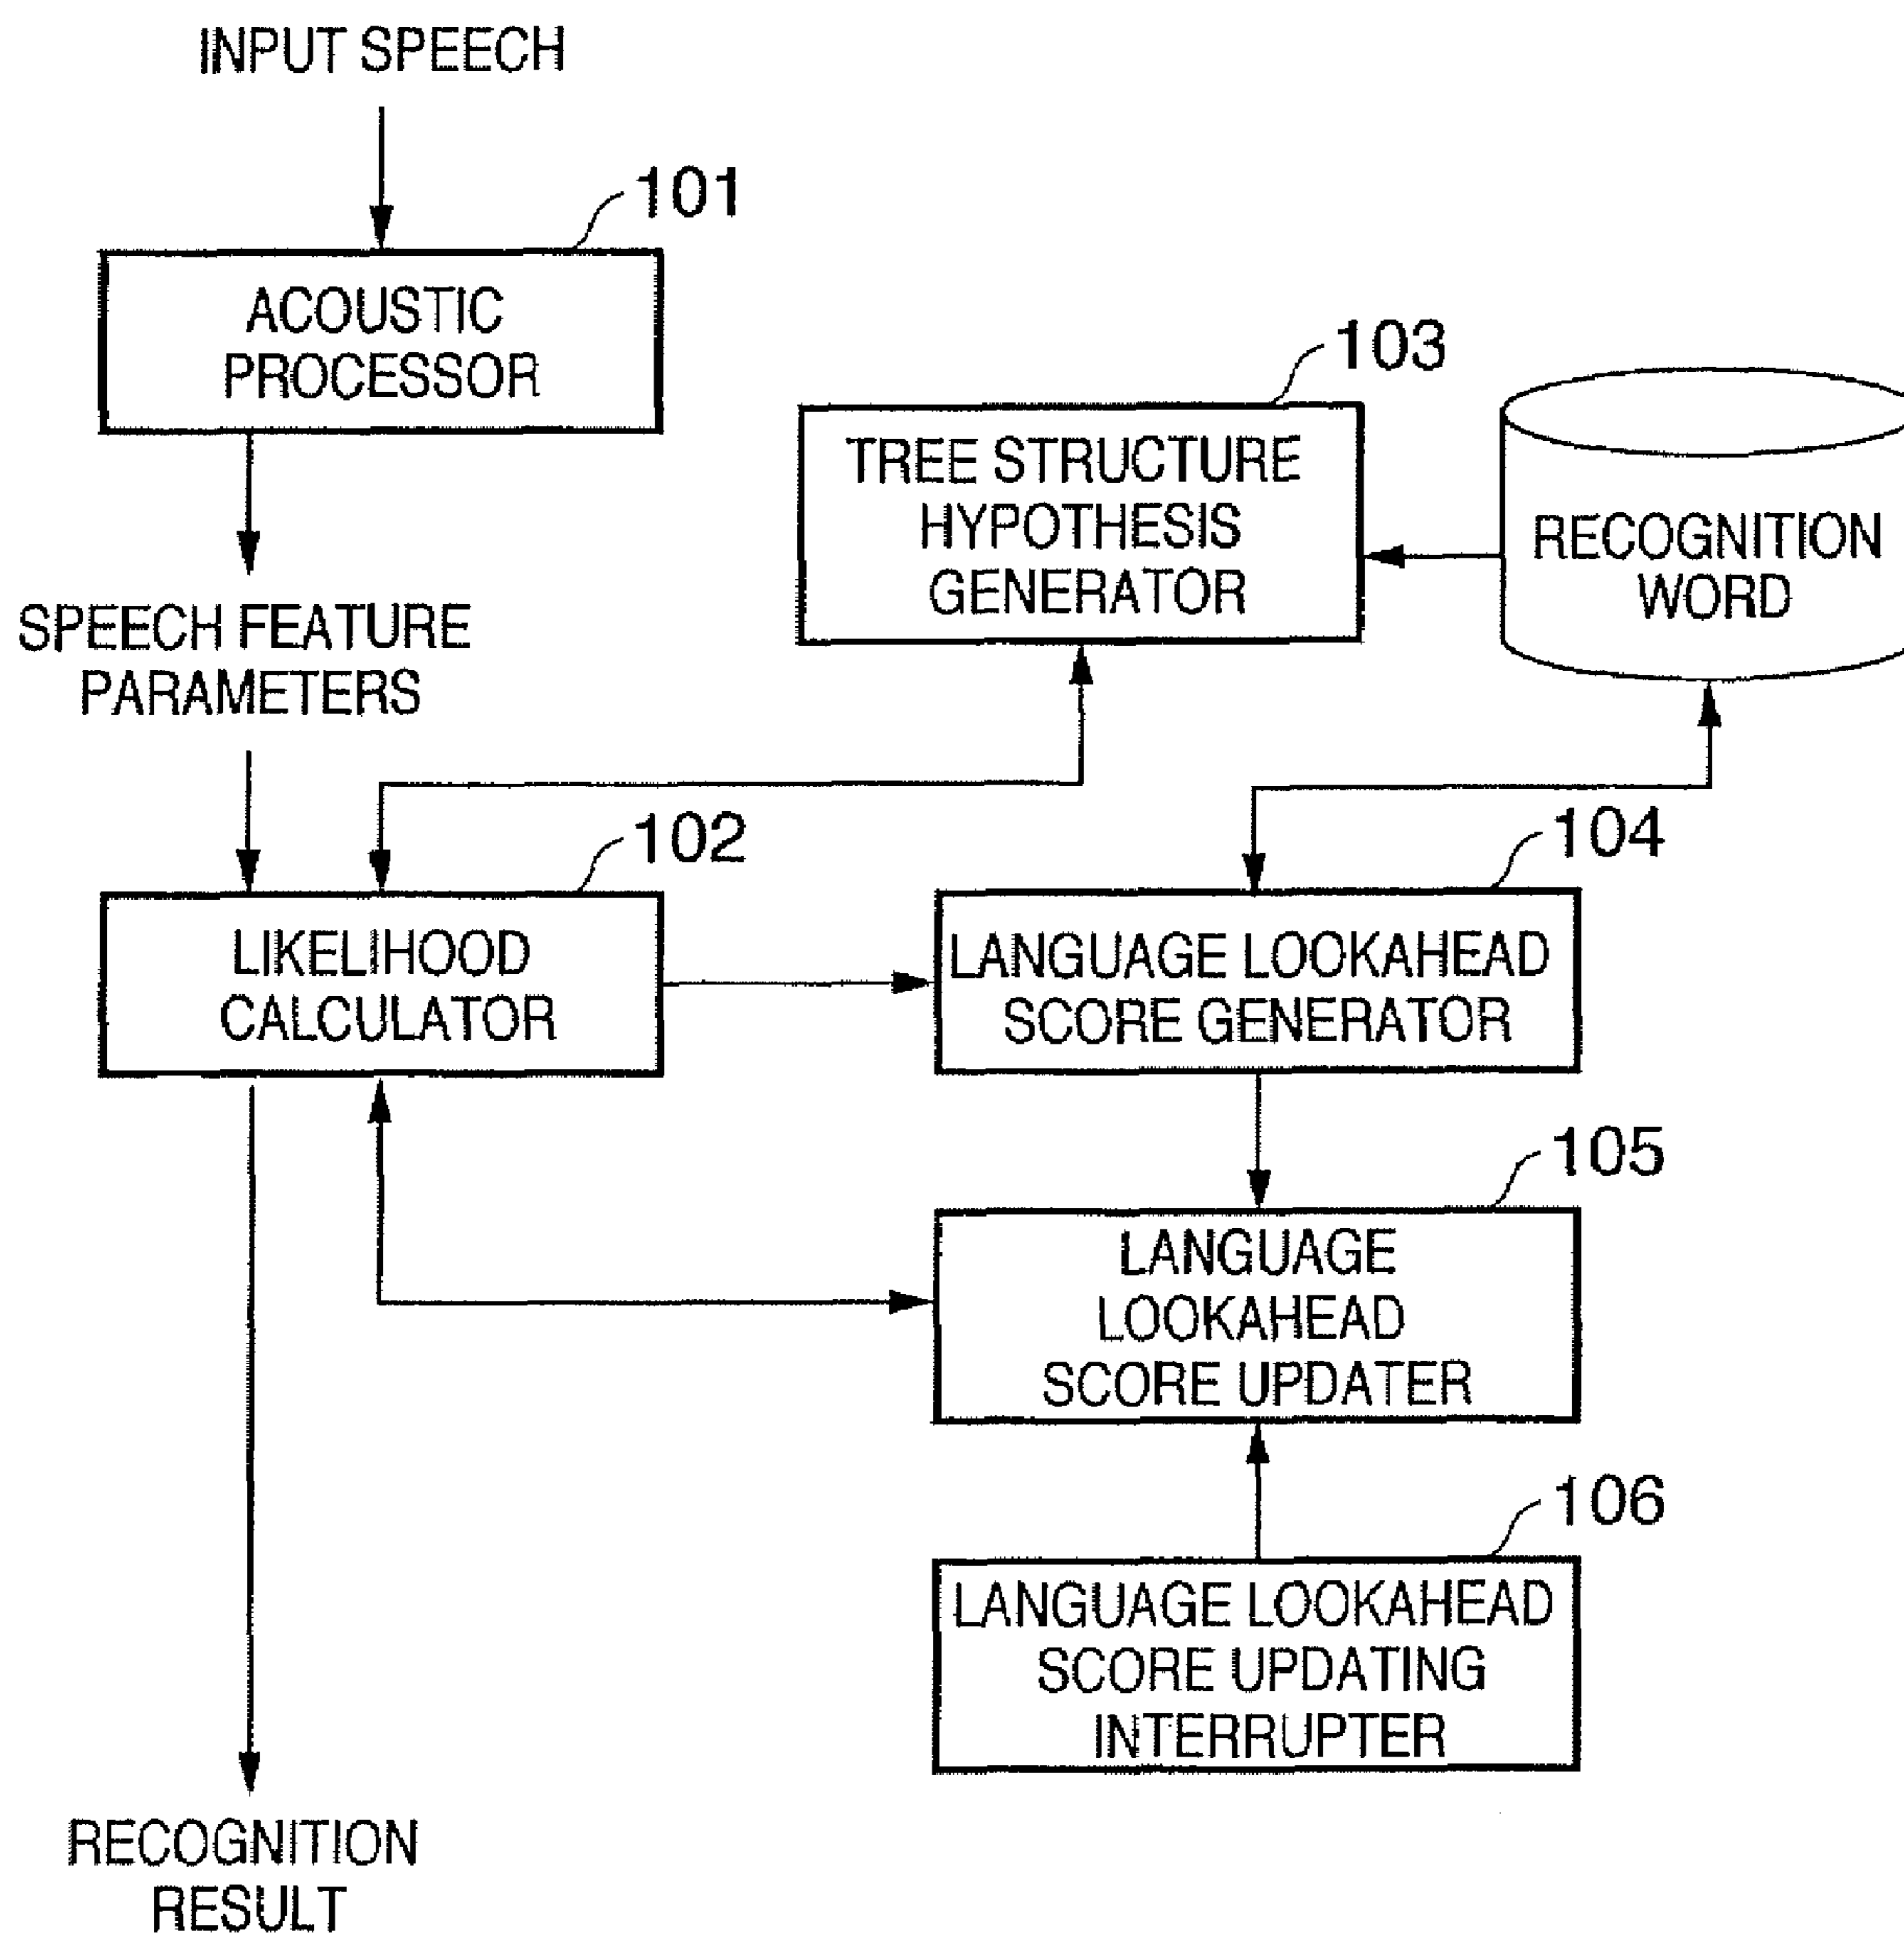 INPUT SPEECH
101
ACOUSTIC
PROCESSOR
103
TREE STRUCTURE
HYPOTHESIS
GENERATOR
RECOGNITION
WORD
SPEECH FEATURE
PARAMETERS
102
LIKELIHOOD
CALCULATOR
104
LANGUAGE LOOKAHEAD
SCORE GENERATOR
105
LANGUAGE
LOOKAHEAD
SCORE UPDATER
106
LANGUAGE LOOKAHEAD
SCORE UPDATING
INTERRUPTER
RECOGNITION
RESULT